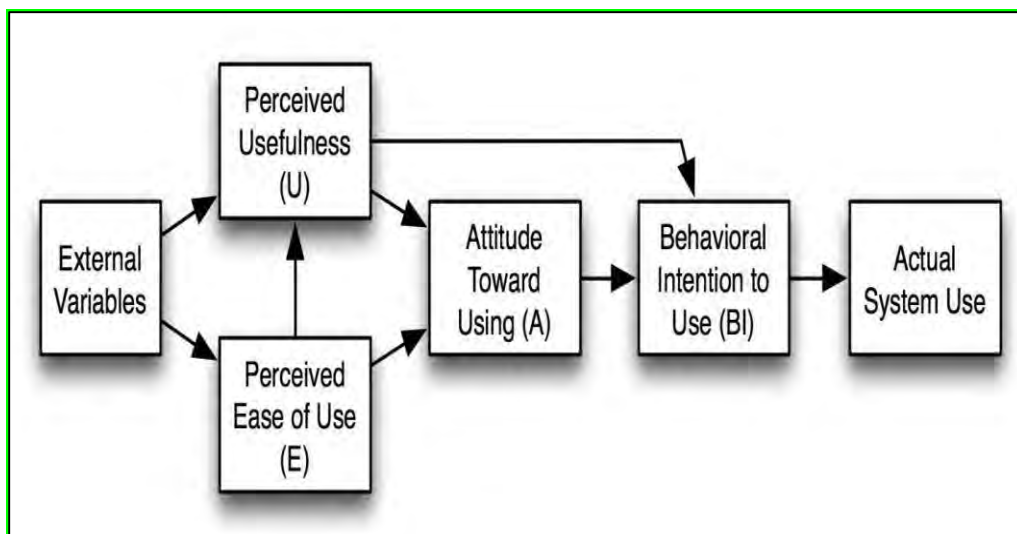 External
Variables
Perceived
Usefulness
(U)
Perceived
Ease of Use
(E)
Attitude
Toward
Using (A)
Behavioral
Intention to
Use (BI)
Actual
System Use